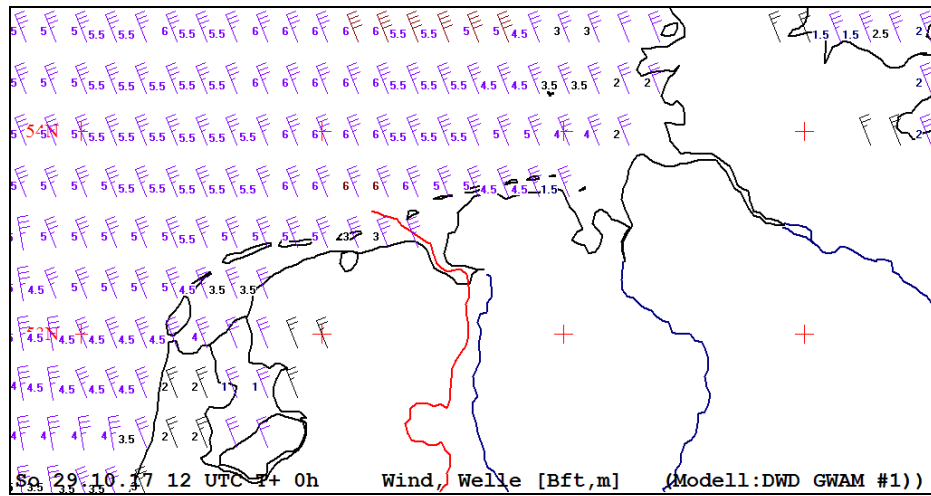 5 5 5 5.5 5.5 6 6 5.5 6 6 6 6 6 5.5 5.5 5 5 4.5 3 3 1.5 1.5 2.5 2
5 5 5 5.5 5.5 5.5 5.5 5.5 6 6 6 6 6 5.5 5.5 5 4.5 4.5 3.5 3.5 2 2 2
5 54N 5 5 5.5 5.5 5.5 5.5 5.5 6 6 6 6 5.5 5.5 5 5 5 4 4 2 2
5 5 5 5.5 5.5 5.5 5.5 5.5 6 6 6 6 6 5 5 4.5 4.5 1.5
5 5 5 5 5.5 5 5 5 5 3
4.5 5 5 5 5 4.5 3.5 3.5
4.5 53N 4.5 4.5 4.5 4.5 4
4 4.5 4.5 4.5 4.5 2 2 1 1
4 4 4 4 3.5 2 2
So 29.10.17 12 UTC T+ 0h Wind, Welle [Bft,m] (Modell:DWD GWAM #1))